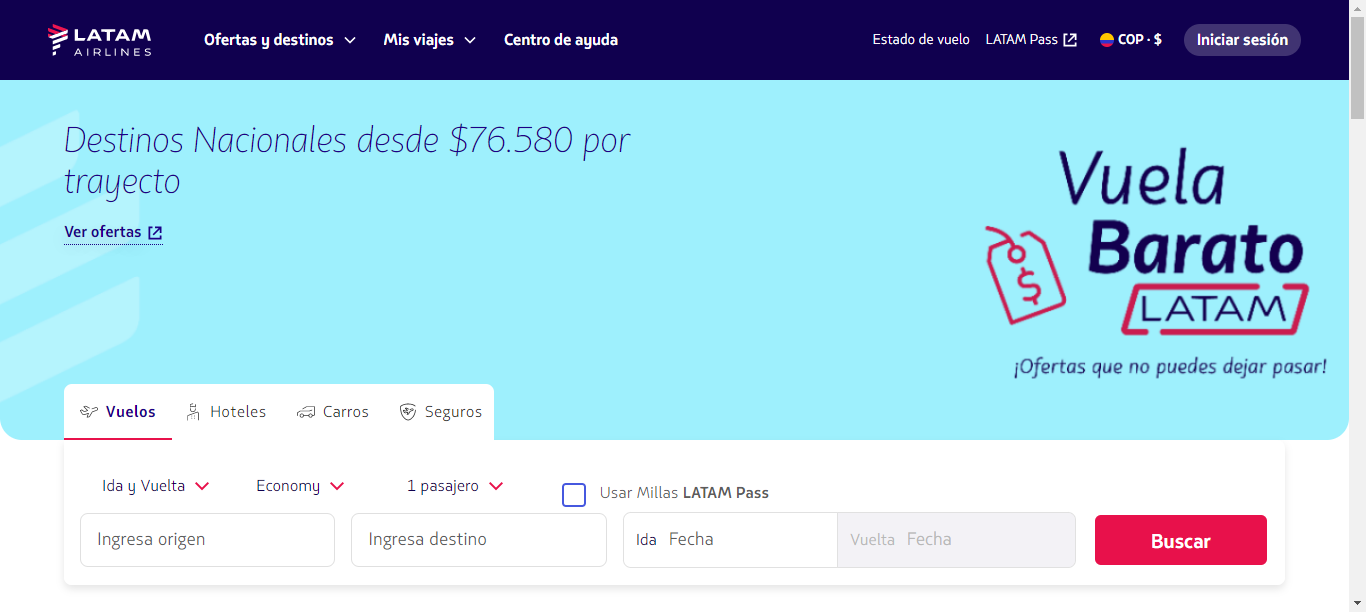 LATAM
AIRLINES
Ofertas y destinos
Mis viajes
Centro de ayuda
Estado de vuelo
LATAM Pass
COP · $
Iniciar sesión
Destinos Nacionales desde $76.580 por
trayecto
Ver ofertas
Vuela
Barato
$
LATAM
¡Ofertas que no puedes dejar pasar!
Vuelos
Hoteles
Carros
Seguros
Ida y Vuelta
Economy
1 pasajero
Usar Millas LATAM Pass
Ingresa origen
Ingresa destino
Ida Fecha
Vuelta Fecha
Buscar